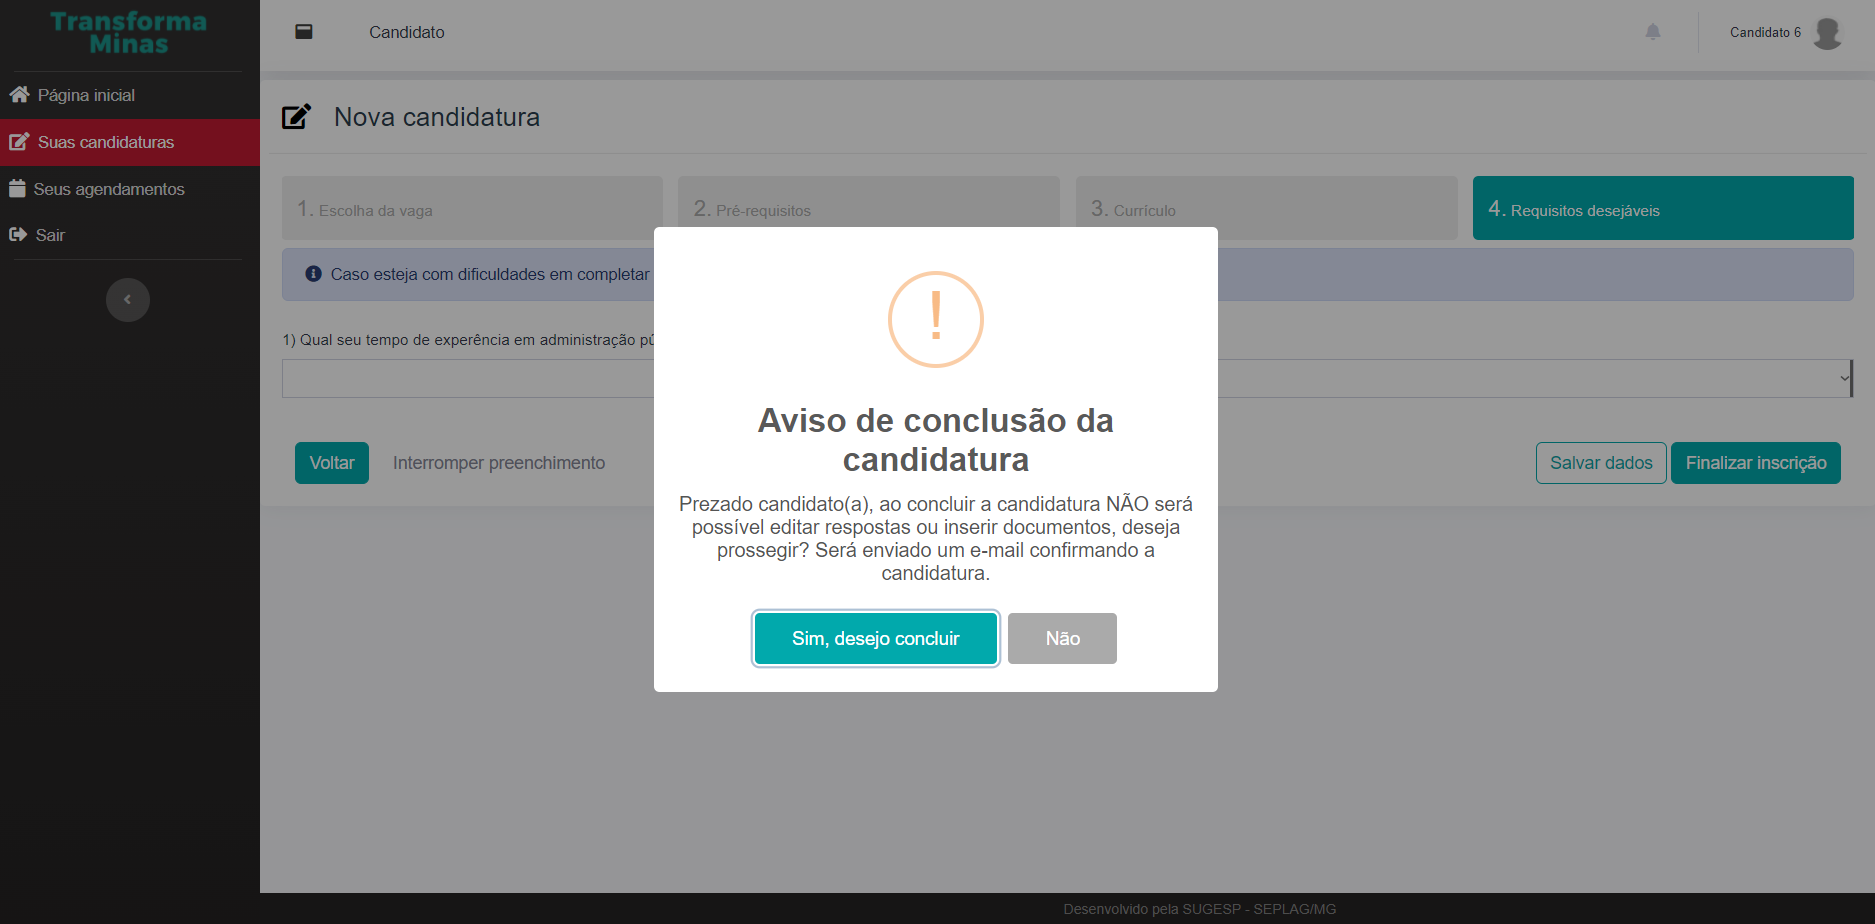 Transforma
Minas
Página inicial
Suas candidaturas
Seus agendamentos
Sair
Candidato
Candidato 6
Nova candidatura
1. Escolha da vaga
2. Pré-requisitos
3. Currículo
4. Requisitos desejáveis
Caso esteja com dificuldades em completar
1) Qual seu tempo de experência em administração pú
Voltar
Interromper preenchimento
Salvar dados
Finalizar inscrição
!
Aviso de conclusão da
candidatura
Prezado candidato(a), ao concluir a candidatura NÃO será
possível editar respostas ou inserir documentos, deseja
prossegir? Será enviado um e-mail confirmando a
candidatura.
Sim, desejo concluir
Não
Desenvolvido pela SUGESP - SEPLAG/MG